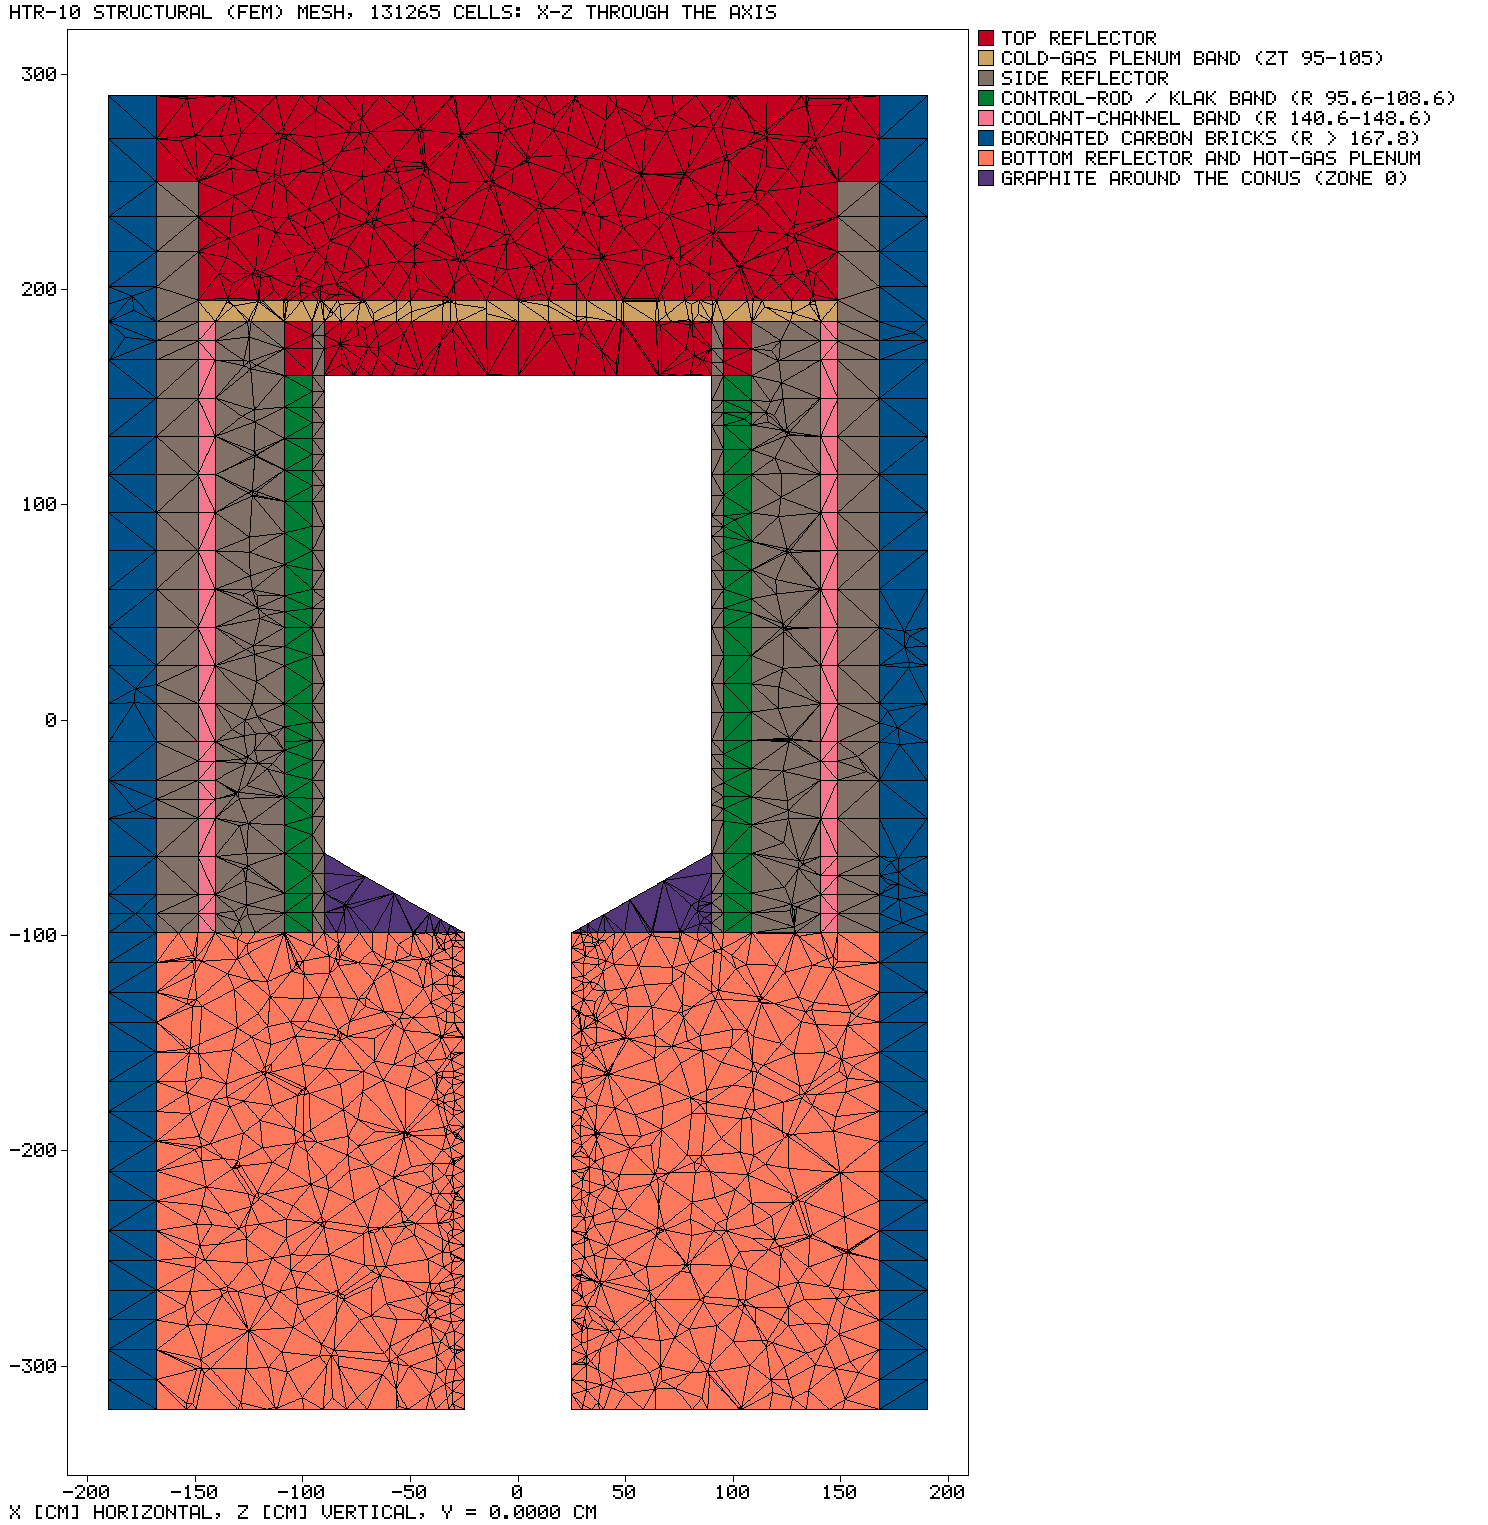 HTR-10 STRUCTURAL (FEM) MESH, 131265 CELLS: X-Z THROUGH THE AXIS
TOP REFLECTOR
COLD-GAS PLENUM BAND (ZT 95-105)
SIDE REFLECTOR
CONTROL-ROD / KLAK BAND (R 95.6-108.6)
COOLANT-CHANNEL BAND (R 140.6-148.6)
BORONATED CARBON BRICKS (R > 167.8)
BOTTOM REFLECTOR AND HOT-GAS PLENUM
GRAPHITE AROUND THE CONUS (ZONE 0)
300
200
100
0
-100
-200
-300
-200 -150 -100 -50 0 50 100 150 200
X [CM] HORIZONTAL, Z [CM] VERTICAL, Y = 0.0000 CM